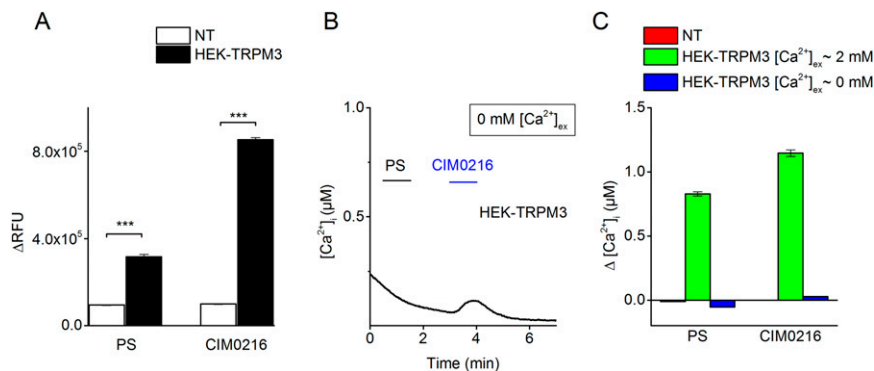 A
NT
HEK-TRPM3
***
***
8.0x10⁵
4.0x10⁵
0.0
ΔRFU
PS
CIM0216
B
1.0
0.5
0
0 mM [Ca²⁺]ₑₓ
PS
CIM0216
HEK-TRPM3
[Ca²⁺]ᵢ (µM)
0 2 4 6
Time (min)
C
NT
HEK-TRPM3 [Ca²⁺]ₑₓ~ 2 mM
HEK-TRPM3 [Ca²⁺]ₑₓ~ 0 mM
1.5
1.0
0.5
0.0
Δ [Ca²⁺]ᵢ (µM)
PS
CIM0216